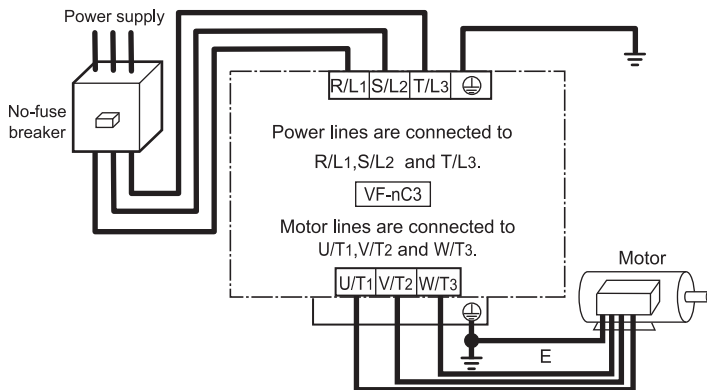 Power supply
No-fuse
breaker
R/L1 S/L2 T/L3
Power lines are connected to
R/L1,S/L2 and T/L3.
VF-nC3
Motor lines are connected to
U/T1,V/T2 and W/T3.
U/T1 V/T2 W/T3
Motor
E